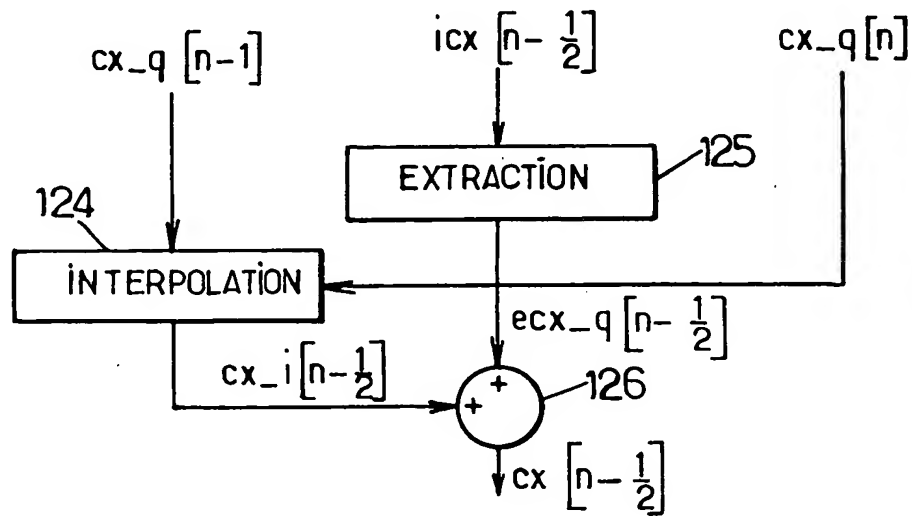 cx_q [n-1]
icx [n- 1/2]
cx_q[n]
EXTRACTION
125
124
INTERPOLATION
ecx_q[n- 1/2]
cx_i[n-1/2]
+
+
126
cx [n- 1/2]